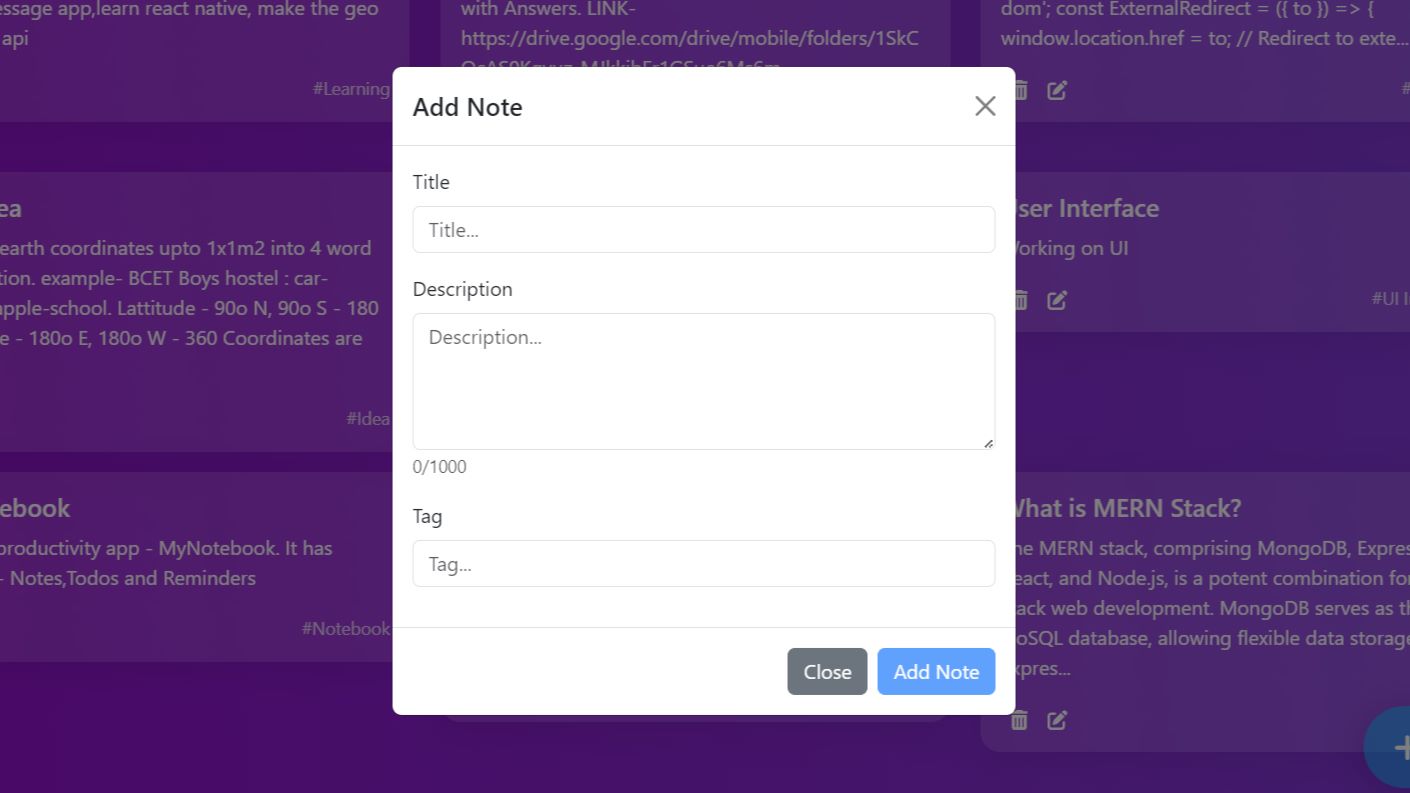 essage app,learn react native, make the geo
api
#Learning
with Answers. LINK-
https://drive.google.com/drive/mobile/folders/1SkC
dom'; const ExternalRedirect = ({ to }) => {
window.location.href = to; // Redirect to exte...
#
Add Note
Title
Title...
Description
Description...
0/1000
Tag
Tag...
Close
Add Note
ea
earth coordinates upto 1x1m2 into 4 word
tion. example- BCET Boys hostel : car-
apple-school. Lattitude - 90o N, 90o S - 180
e - 180o E, 180o W - 360 Coordinates are
#Idea
ebook
productivity app - MyNotebook. It has
- Notes,Todos and Reminders
#Notebook
User Interface
Working on UI
#UI
What is MERN Stack?
he MERN stack, comprising MongoDB, Expres
eact, and Node.js, is a potent combination for
ack web development. MongoDB serves as th
oSQL database, allowing flexible data storage
xpres...